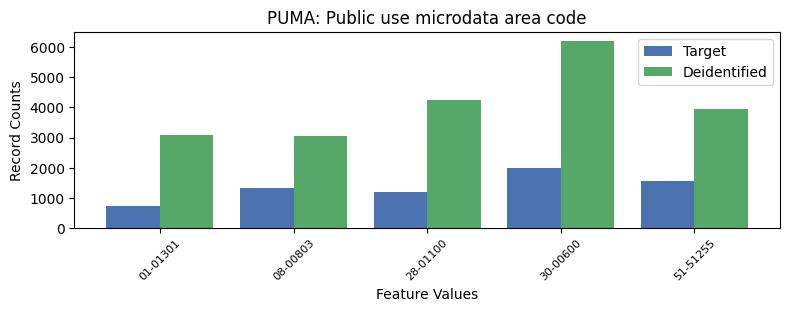 PUMA: Public use microdata area code
Target
Deidentified
Record Counts
6000
5000
4000
3000
2000
1000
0
01-01301
08-00803
28-01100
30-00600
51-51255
Feature Values